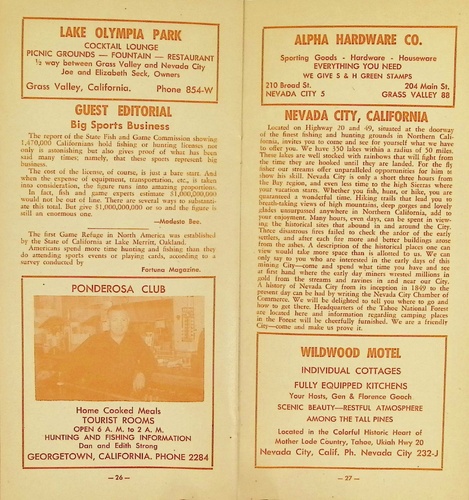 LAKE OLYMPIA PARK
COCKTAIL LOUNGE
PICNIC GROUNDS — FOUNTAIN — RESTAURANT
½ way between Grass Valley and Nevada City
Joe and Elizabeth Seck, Owners
Grass Valley, California. Phone 854-W
GUEST EDITORIAL
Big Sports Business
The report of the State Fish and Game Commission showing
1,470,000 Californians hold fishing or hunting licenses not
only is astonishing but also gives proof of what has been
said many times; namely, that these sports represent big
business.
The cost of the license, of course, is just a bare start. And
when the expense of equipment, transportation, etc., is taken
into consideration, the figure runs into amazing proportions.
In fact, fish and game experts estimate $1,000,000,000
would not be out of line. There are several ways to substanti-
ate this total. But give $1,000,000,000 or so and the figure is
still an enormous one.
—Modesto Bee.
The first Game Refuge in North America was established
by the State of California at Lake Merritt, Oakland.
Americans spend more time hunting and fishing than they
do attending sports events or playing cards, according to a
survey conducted by
Fortune Magazine.
PONDEROSA CLUB
Home Cooked Meals
TOURIST ROOMS
OPEN 6 A. M. to 2 A. M.
HUNTING AND FISHING INFORMATION
Dan and Edith Strong
GEORGETOWN, CALIFORNIA. PHONE 2284
— 26 —
ALPHA HARDWARE CO.
Sporting Goods - Hardware - Houseware
EVERYTHING YOU NEED
WE GIVE S & H GREEN STAMPS
210 Broad St. 204 Main St.
NEVADA CITY 5 GRASS VALLEY 88
NEVADA CITY, CALIFORNIA
Located on Highway 20 and 49, situated at the doorway
of the finest fishing and hunting grounds in Northern Cali-
fornia, invites you to come and see for yourself what we have
to offer you. We have 350 lakes within a radius of 50 miles.
These lakes are well stocked with rainbows that will fight from
the time they are hooked until they are landed. For the fly
fisher our streams offer unparalleled opportunities for him to
show his skill. Nevada City is only a short three hours from
the Bay region, and even less time to the high Sierras where
your vacation starts. Whether you fish, hunt, or hike, you are
guaranteed a wonderful time. Hiking trails that lead you to
breath-taking views of high mountains, deep gorges and lovely
glades unsurpassed anywhere in Northern California, add to
your enjoyment. Many hours, even days, can be spent in view-
ing the historical sites that abound in and around the City.
Three disastrous fires failed to check the ardor of the early
settlers, and after each fire more and better buildings arose
from the ashes. A description of the historical places one can
view would take more space than is allotted to us. We can
only say to you who are interested in the early days of this
mining City—come and spend what time you have and see
at first hand where the early day miners wrested millions in
gold from the streams and ravines in and near our City.
A history of Nevada City from its inception in 1849 to the
present day can be had by writing the Nevada City Chamber of
Commerce. We will be delighted to tell you where to go and
how to get there. Headquarters of the Tahoe National Forest
are located here and information regarding camping places
in the Forest will be cheerfully furnished. We are a friendly
City—come and make us prove it.
WILDWOOD MOTEL
INDIVIDUAL COTTAGES
FULLY EQUIPPED KITCHENS
Your Hosts, Gen & Florence Gooch
SCENIC BEAUTY—RESTFUL ATMOSPHERE
AMONG THE TALL PINES
Located in the Colorful Historic Heart of
Mother Lode Country, Tahoe, Ukiah Hwy 20
Nevada City, Calif. Ph. Nevada City 232-J
— 27 —